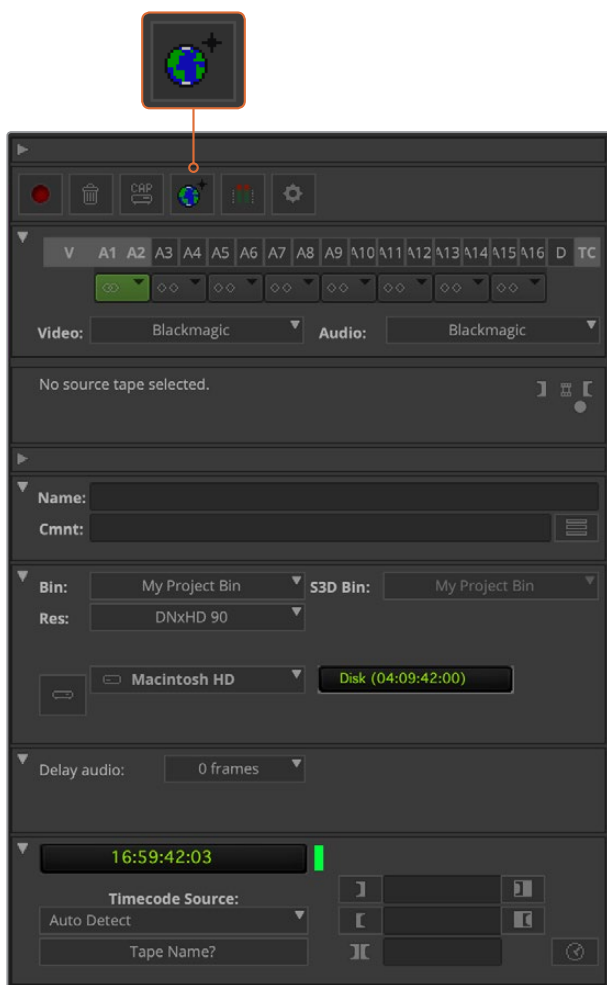 CAP
V A1 A2 A3 A4 A5 A6 A7 A8 A9 A10 A11 A12 A13 A14 A15 A16 D TC
Video: Blackmagic Audio: Blackmagic
No source tape selected.
Name:
Cmnt:
Bin: My Project Bin S3D Bin: My Project Bin
Res: DNxHD 90
Macintosh HD Disk (04:09:42:00)
Delay audio: 0 frames
16:59:42:03
Timecode Source:
Auto Detect
Tape Name?